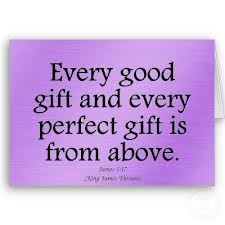 Every good
gift and every
perfect gift is
from above.
James 1:17
(King James Version)